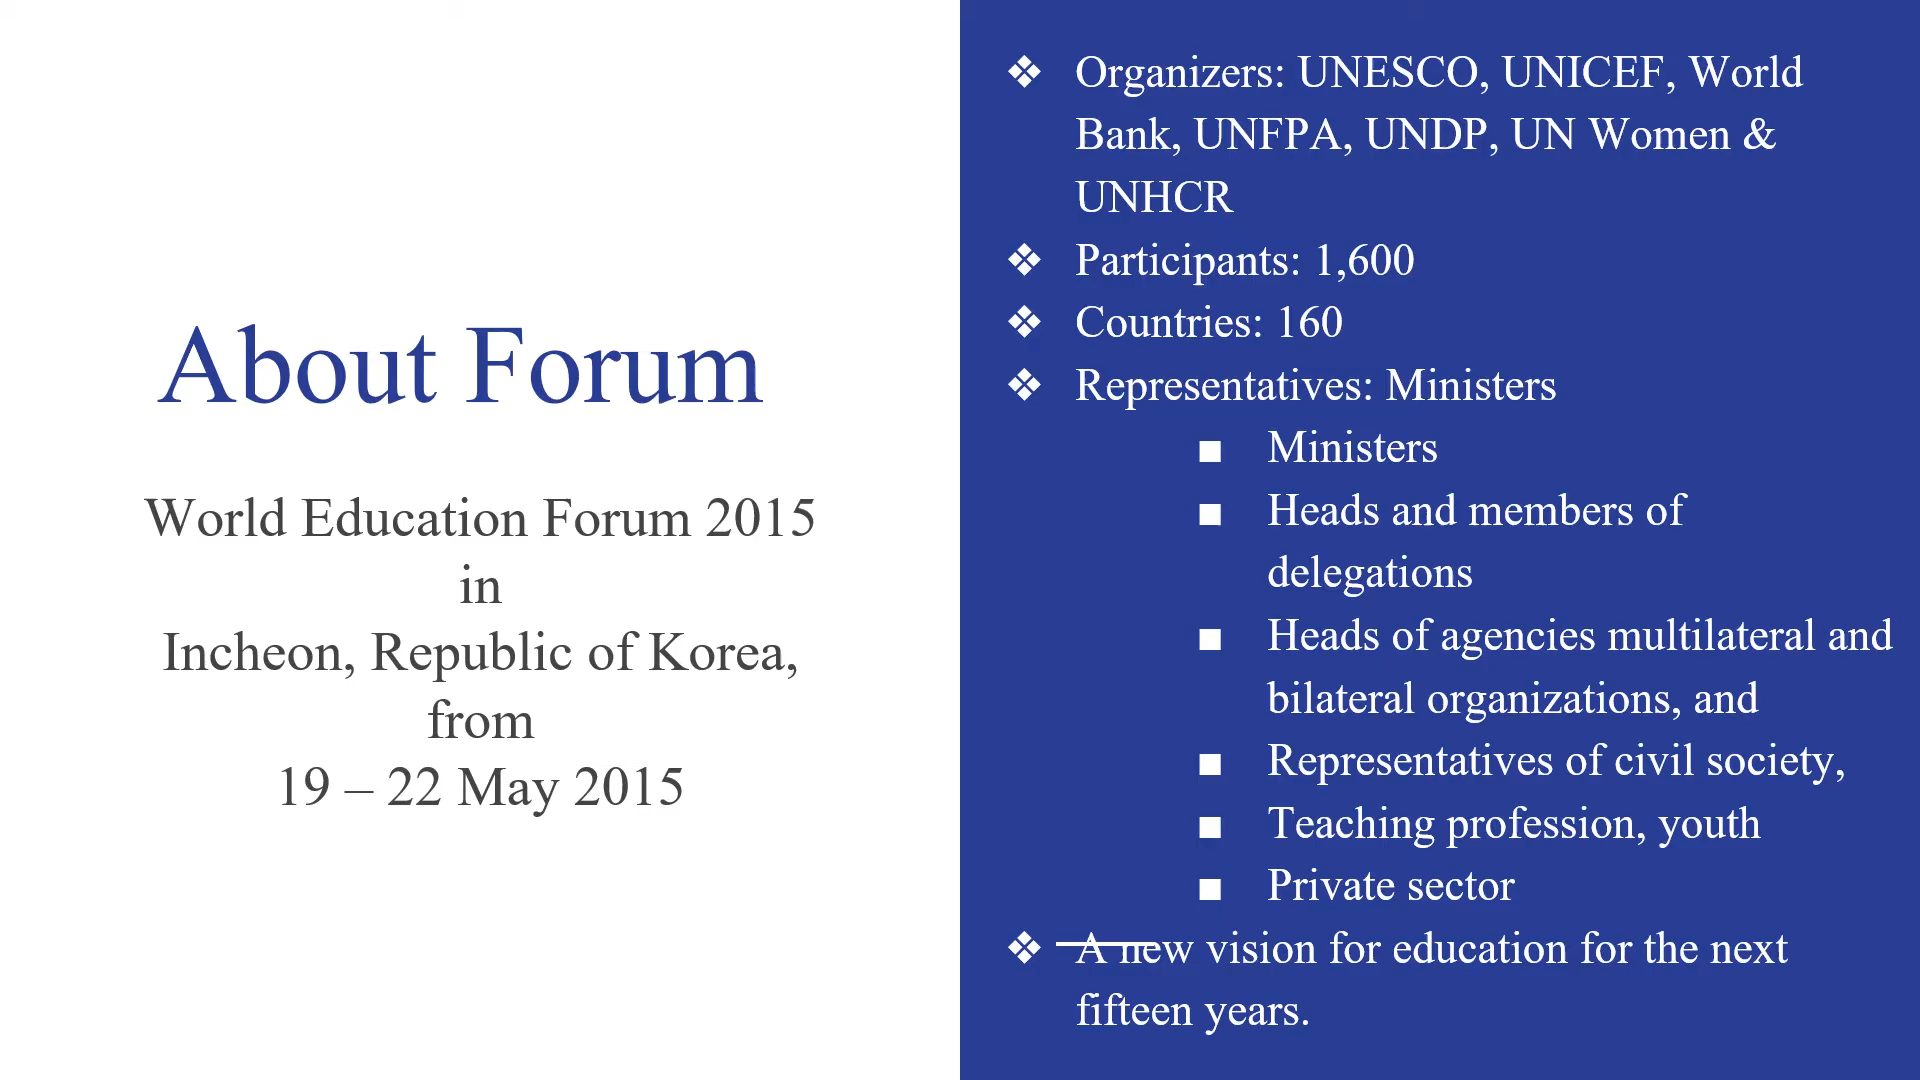 About Forum
World Education Forum 2015
in
Incheon, Republic of Korea,
from
19 – 22 May 2015
❖ Organizers: UNESCO, UNICEF, World
Bank, UNFPA, UNDP, UN Women &
UNHCR
❖ Participants: 1,600
❖ Countries: 160
❖ Representatives: Ministers
■ Ministers
■ Heads and members of
delegations
■ Heads of agencies multilateral and
bilateral organizations, and
■ Representatives of civil society,
■ Teaching profession, youth
■ Private sector
❖ A new vision for education for the next
fifteen years.